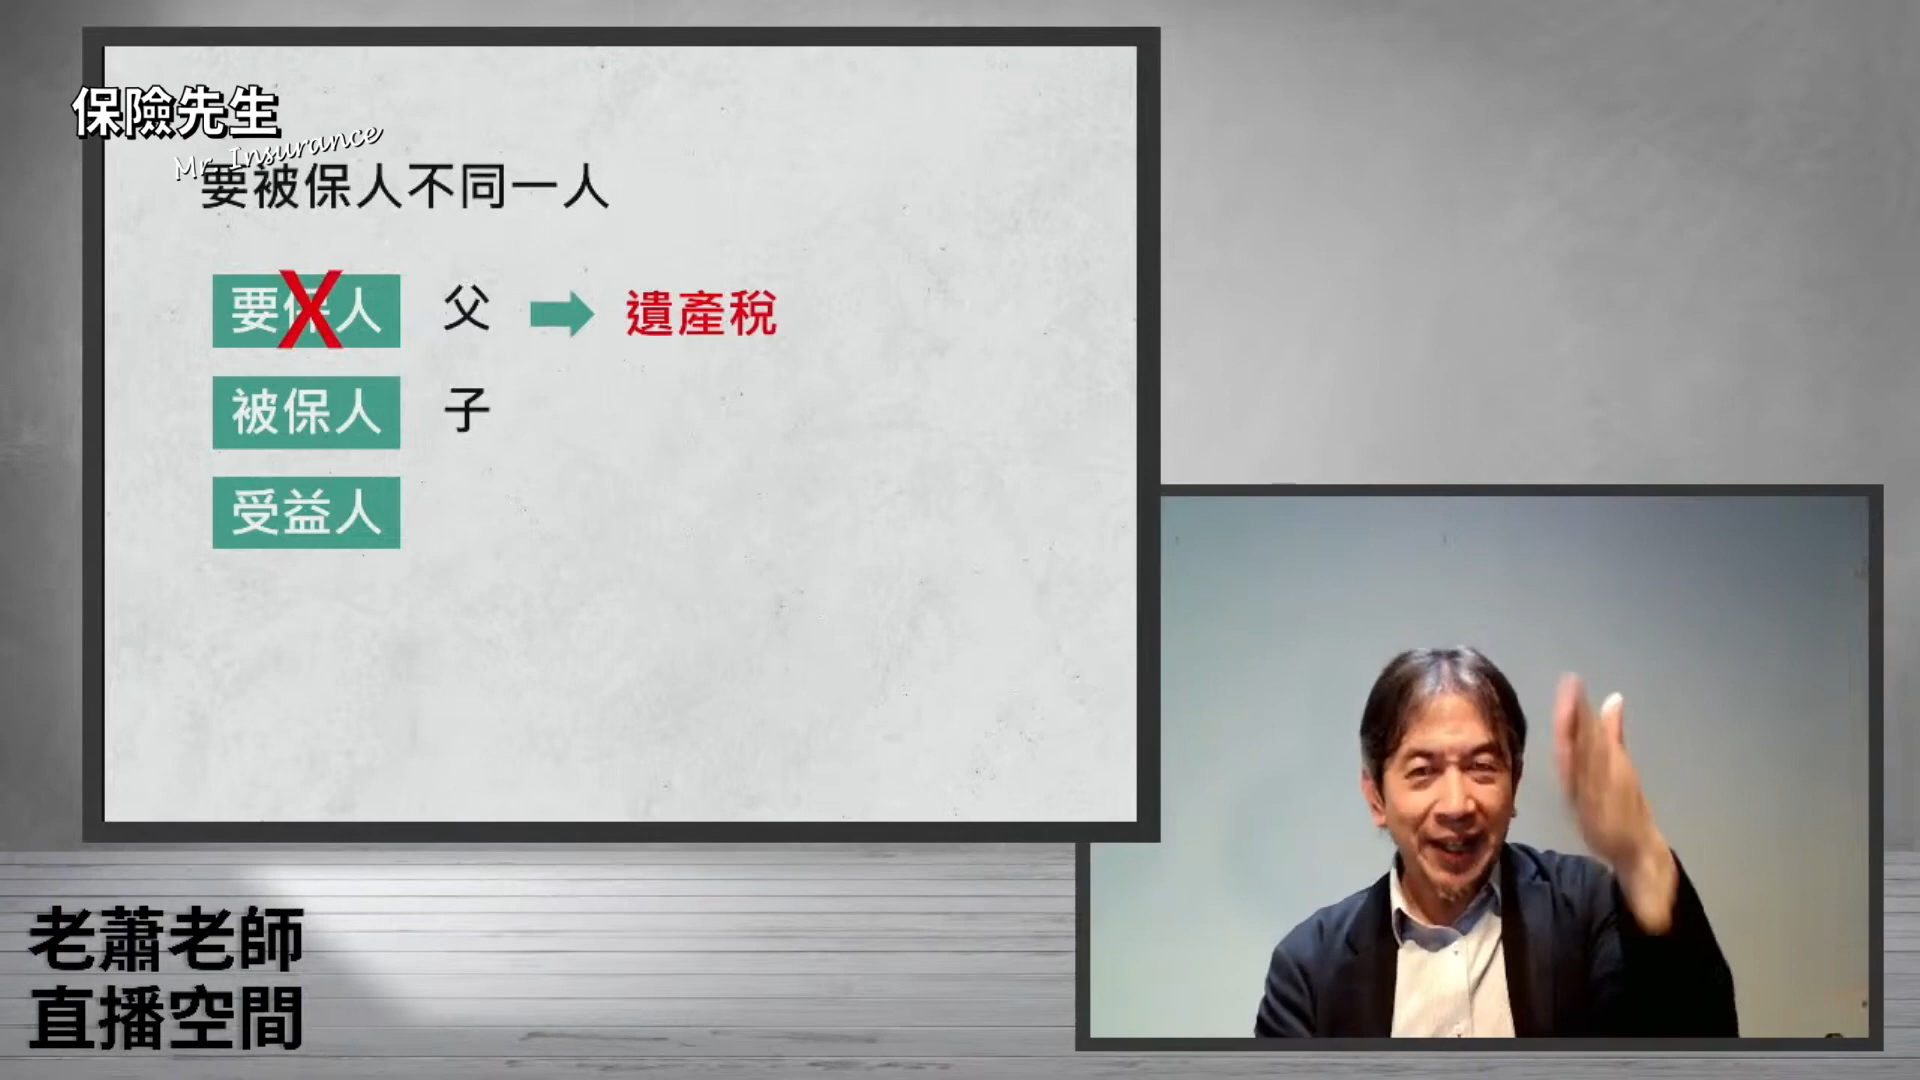 保險先生
Mr. Insurance
要被保人不同一人
要保人 X 父 遺產稅
被保人 子
受益人
老蕭老師
直播空間